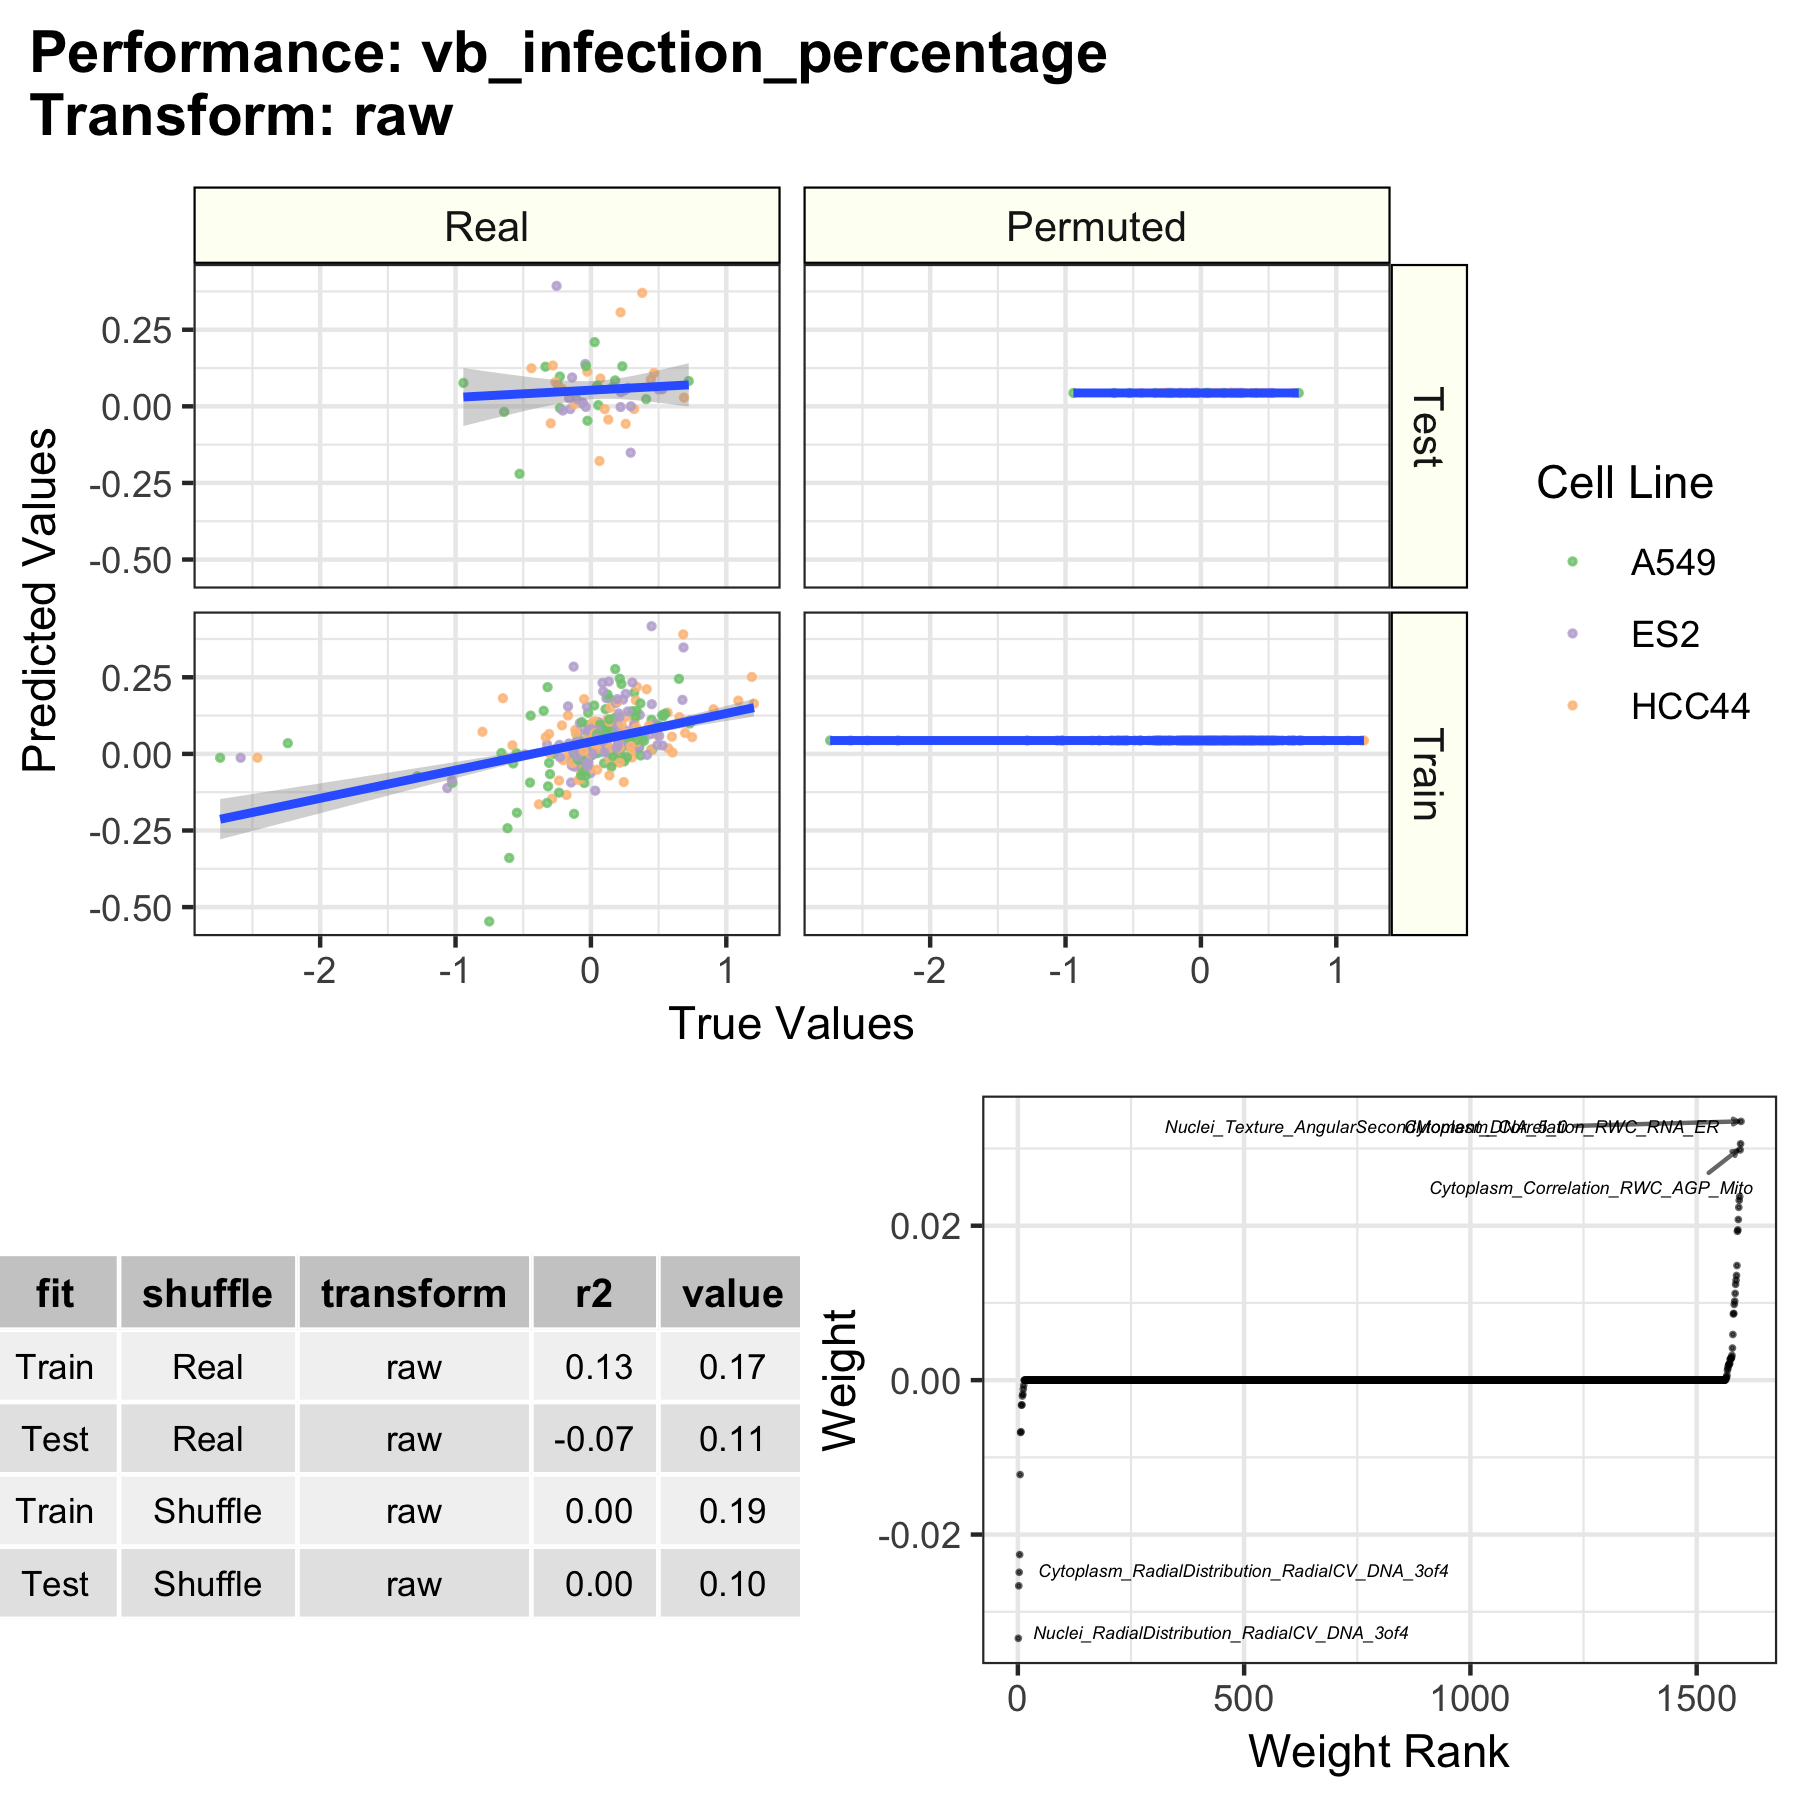 Performance: vb_infection_percentage
Transform: raw
Real
Permuted
0.25
0.00
-0.25
-0.50
Test
0.25
0.00
-0.25
-0.50
Train
Predicted Values
-2
-1
0
1
-2
-1
0
1
True Values
Cell Line
A549
ES2
HCC44
fit shuffle transform r2 value
Train Real raw 0.13 0.17
Test Real raw -0.07 0.11
Train Shuffle raw 0.00 0.19
Test Shuffle raw 0.00 0.10
Weight
0.02
0.00
-0.02
Nuclei_Texture_AngularSecondMoment_DNA_5_0
Cytoplasm_Correlation_RWC_RNA_ER
Cytoplasm_Correlation_RWC_AGP_Mito
Cytoplasm_RadialDistribution_RadialCV_DNA_3of4
Nuclei_RadialDistribution_RadialCV_DNA_3of4
0
500
1000
1500
Weight Rank